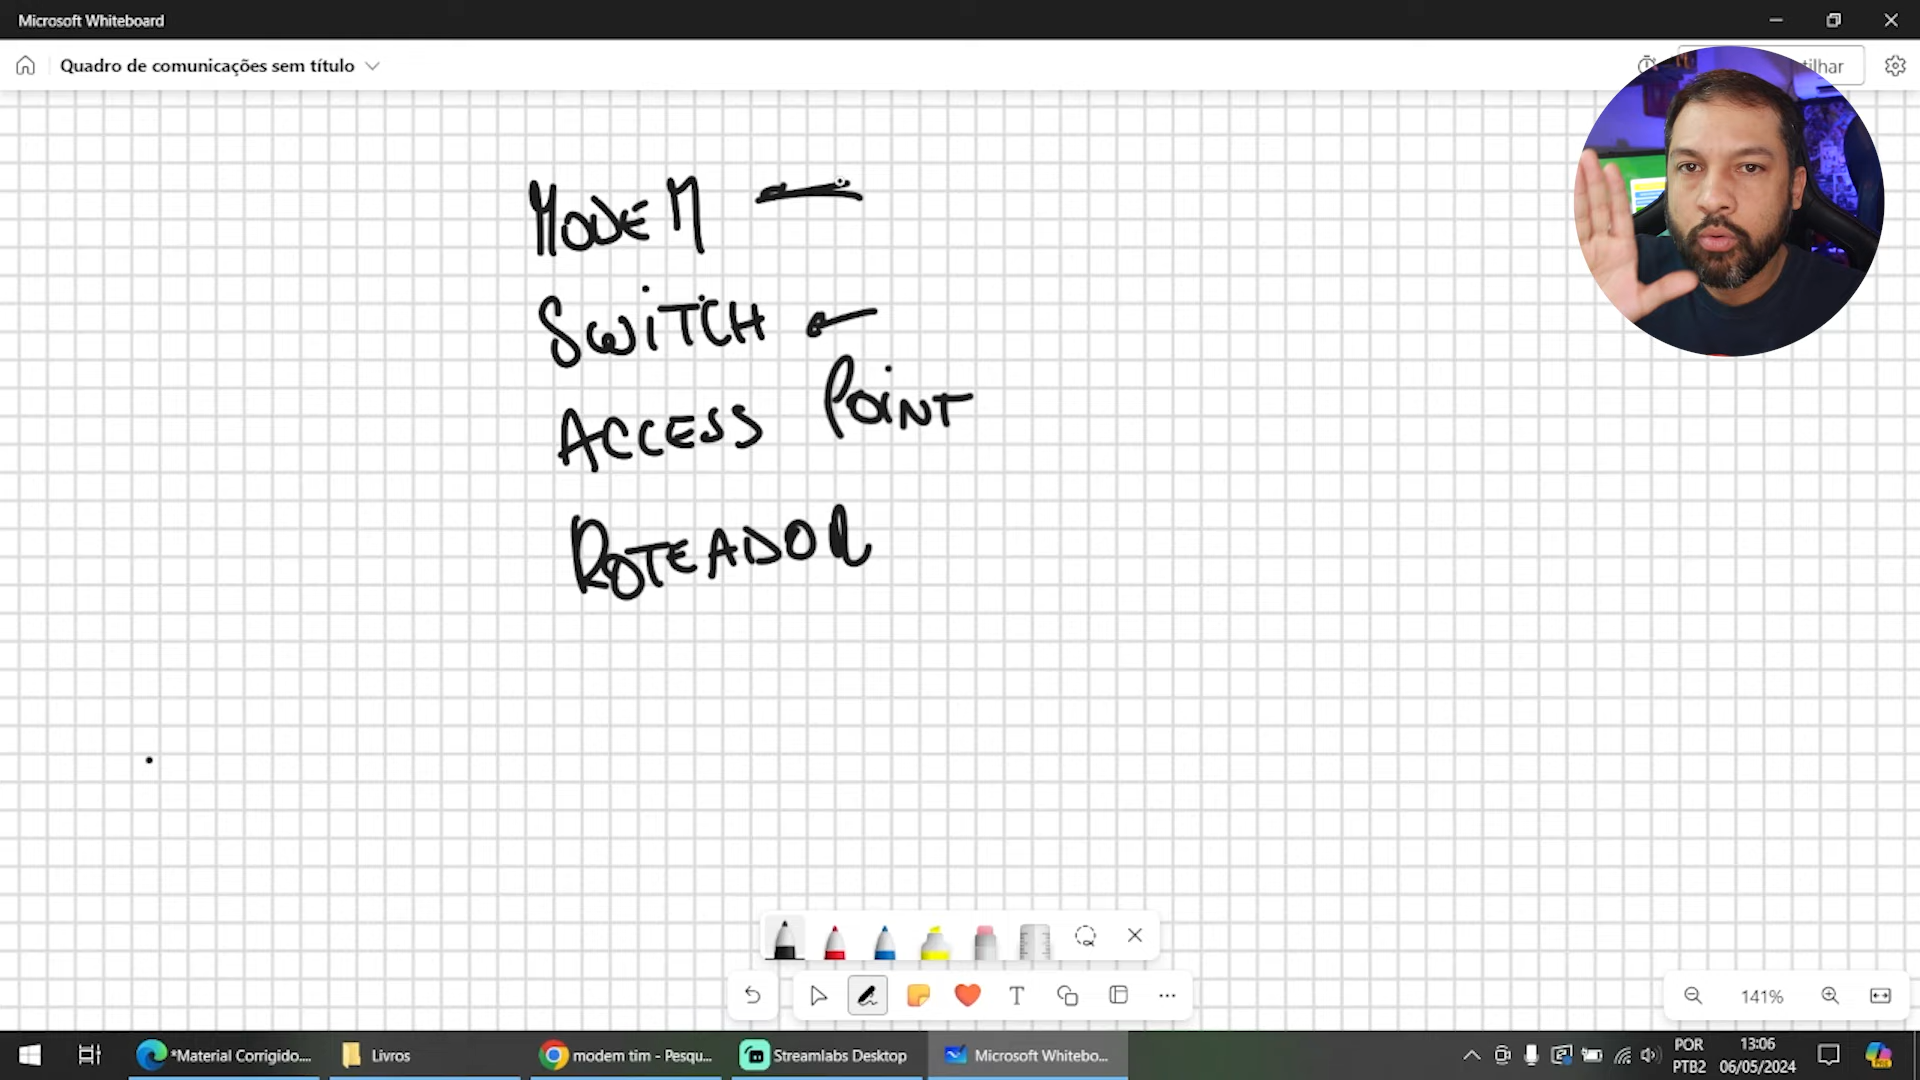 Microsoft Whiteboard
Quadro de comunicações sem título
tilhar
MODEM
SWiTCH
ACCESS POiNT
ROTEADOR
141%
*Material Corrigido...
Livros
modem tim - Pesqu...
Streamlabs Desktop
Microsoft Whitebo...
POR
PTB2
13:06
06/05/2024